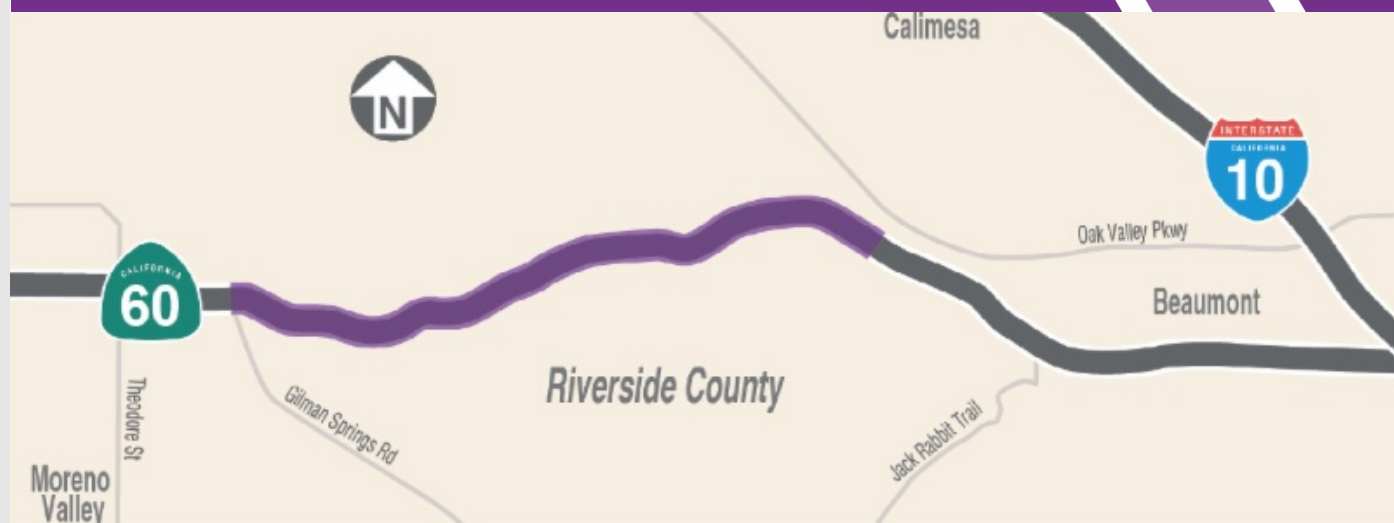 Calimesa
N
INTERSTATE
CALIFORNIA
10
Oak Valley Pkwy
CALIFORNIA
60
Beaumont
Riverside County
Theodore St
Gilman Springs Rd
Jack Rabbit Trail
Moreno
Valley